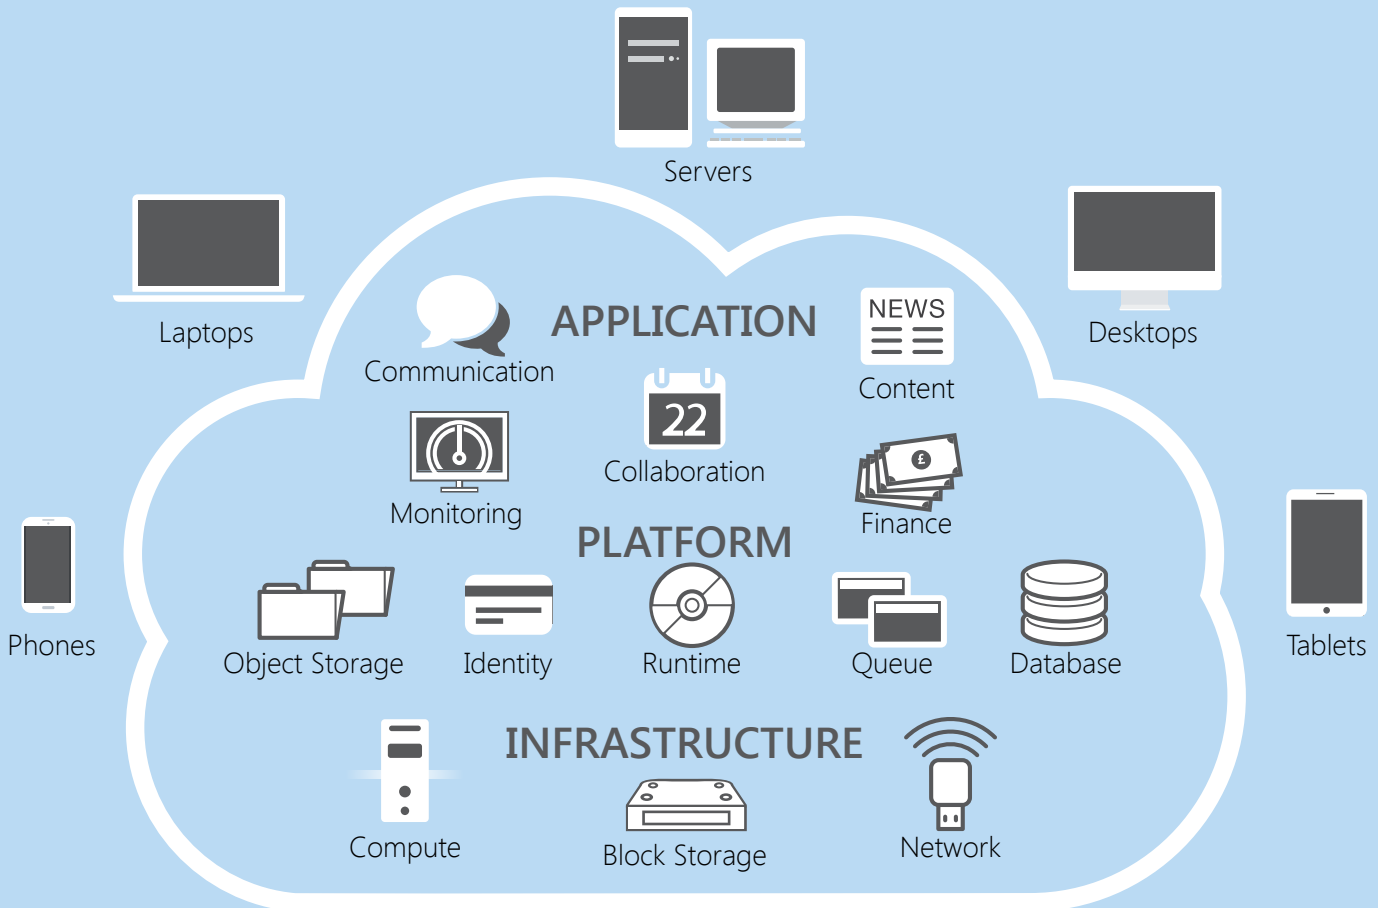 Servers
Laptops
Desktops
APPLICATION
NEWS
Communication
Content
22
Collaboration
Monitoring
£
Finance
PLATFORM
Phones
Object Storage
Identity
Runtime
Queue
Database
Tablets
INFRASTRUCTURE
Compute
Block Storage
Network